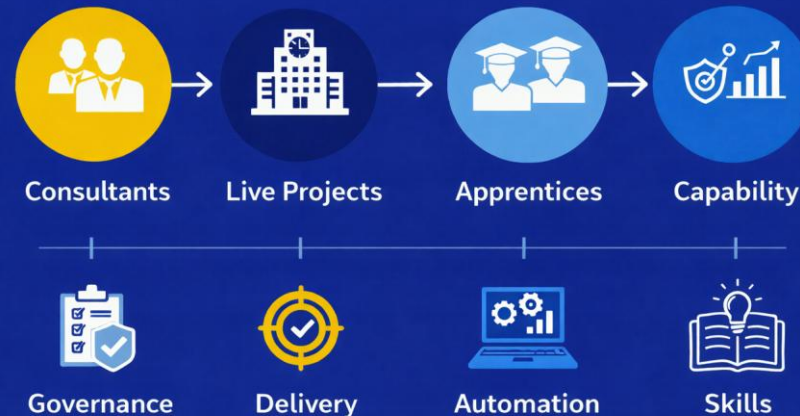 Consultants
Live Projects
Apprentices
Capability
Governance
Delivery
Automation
Skills